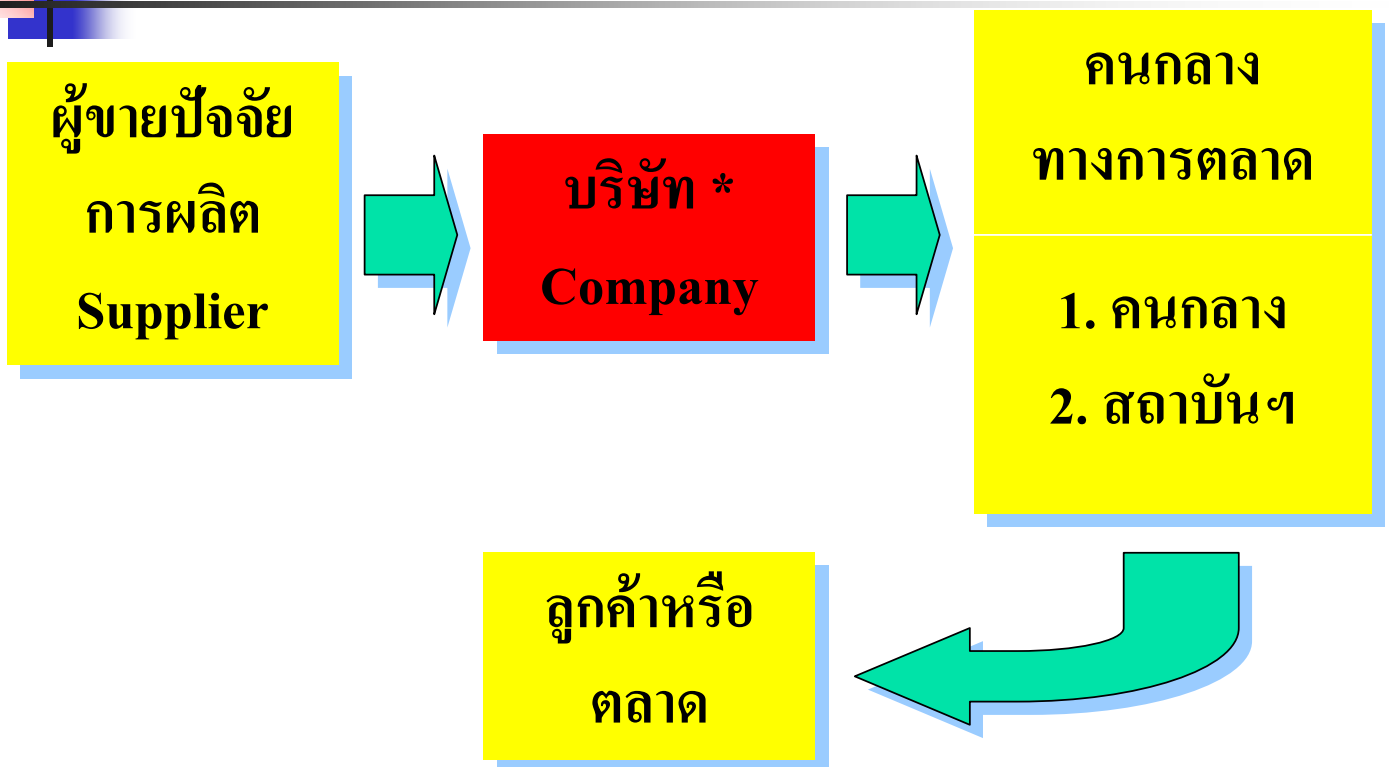 ผู้ขายปัจจัย
การผลิต
Supplier
บริษัท *
Company
คนกลาง
ทางการตลาด
1. คนกลาง
2. สถาบันฯ
ลูกค้าหรือ
ตลาด